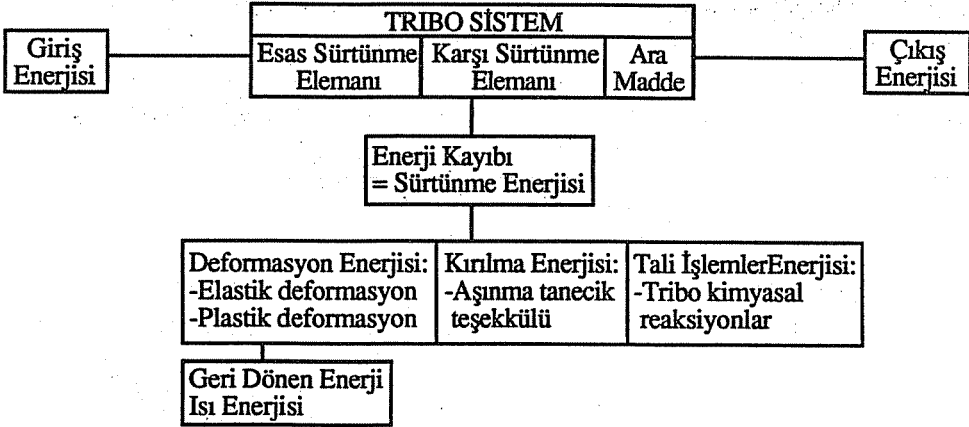 TRIBO SİSTEM
Giriş
Enerjisi
Esas Sürtünme
Elemanı
Karşı Sürtünme
Elemanı
Ara
Madde
Çıkış
Enerjisi
Enerji Kayıbı
= Sürtünme Enerjisi
Deformasyon Enerjisi:
-Elastik deformasyon
-Plastik deformasyon
Kırılma Enerjisi:
-Aşınma tanecik
teşekkülü
Tali İşlemlerEnerjisi:
-Tribo kimyasal
reaksiyonlar
Geri Dönen Enerji
Isı Enerjisi